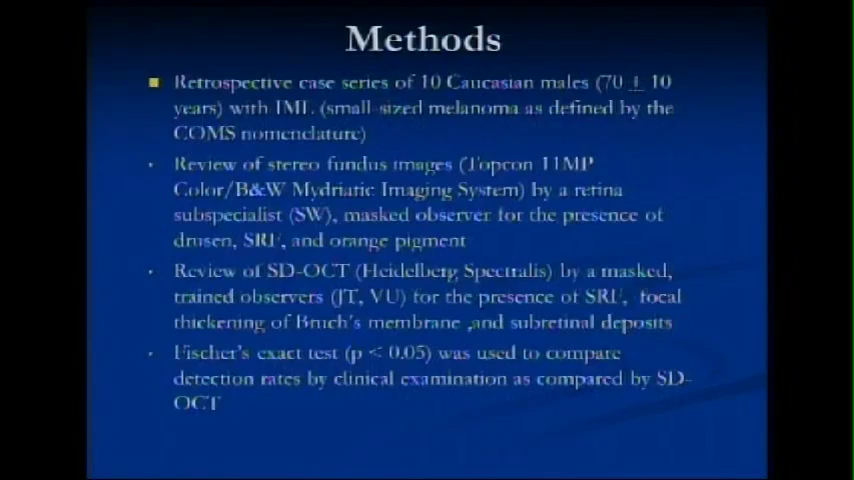 Methods
Retrospective case series of 10 Caucasian males (70 ± 10
years) with IML (small-sized melanoma as defined by the
COMS nomenclature)
Review of stereo fundus images (Topcon 11MP
Color/B&W Mydriatic Imaging System) by a retina
subspecialist (SW), masked observer for the presence of
drusen, SRF, and orange pigment
Review of SD-OCT (Heidelberg Spectralis) by a masked,
trained observers (JT, VU) for the presence of SRF, focal
thickening of Bruch's membrane ,and subretinal deposits
Fischer's exact test (p < 0.05) was used to compare
detection rates by clinical examination as compared by SD-
OCT